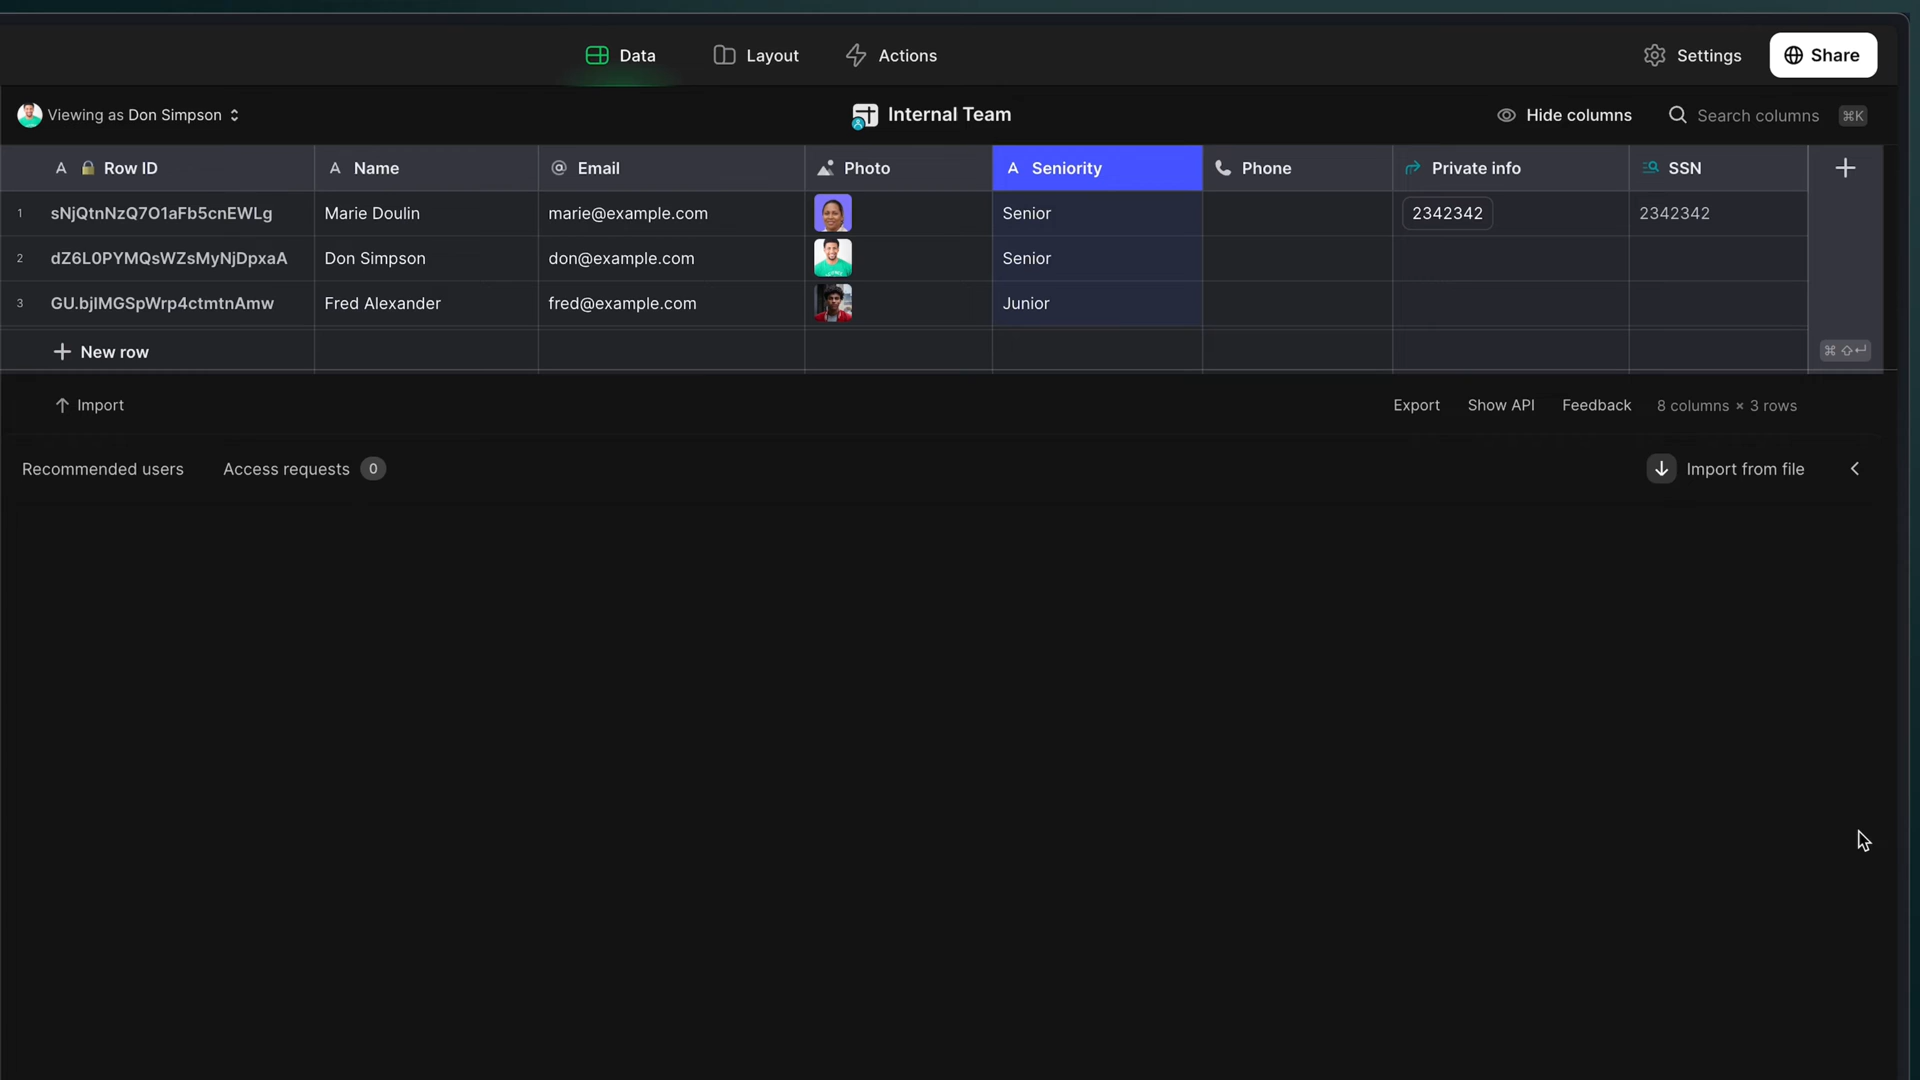 Data Layout Actions Settings Share
Viewing as Don Simpson Internal Team Hide columns Search columns ⌘K
Row ID Name Email Photo Seniority Phone Private info SSN
1 sNjQtnNzQ7O1aFb5cnEWLg Marie Doulin marie@example.com Senior 2342342 2342342
2 dZ6L0PYMQsWZsMyNjDpxaA Don Simpson don@example.com Senior
3 GU.bjlMGSpWrp4ctmtnAmw Fred Alexander fred@example.com Junior
New row ⌘ ⇧ ↵
Import Export Show API Feedback 8 columns × 3 rows
Recommended users Access requests 0 Import from file